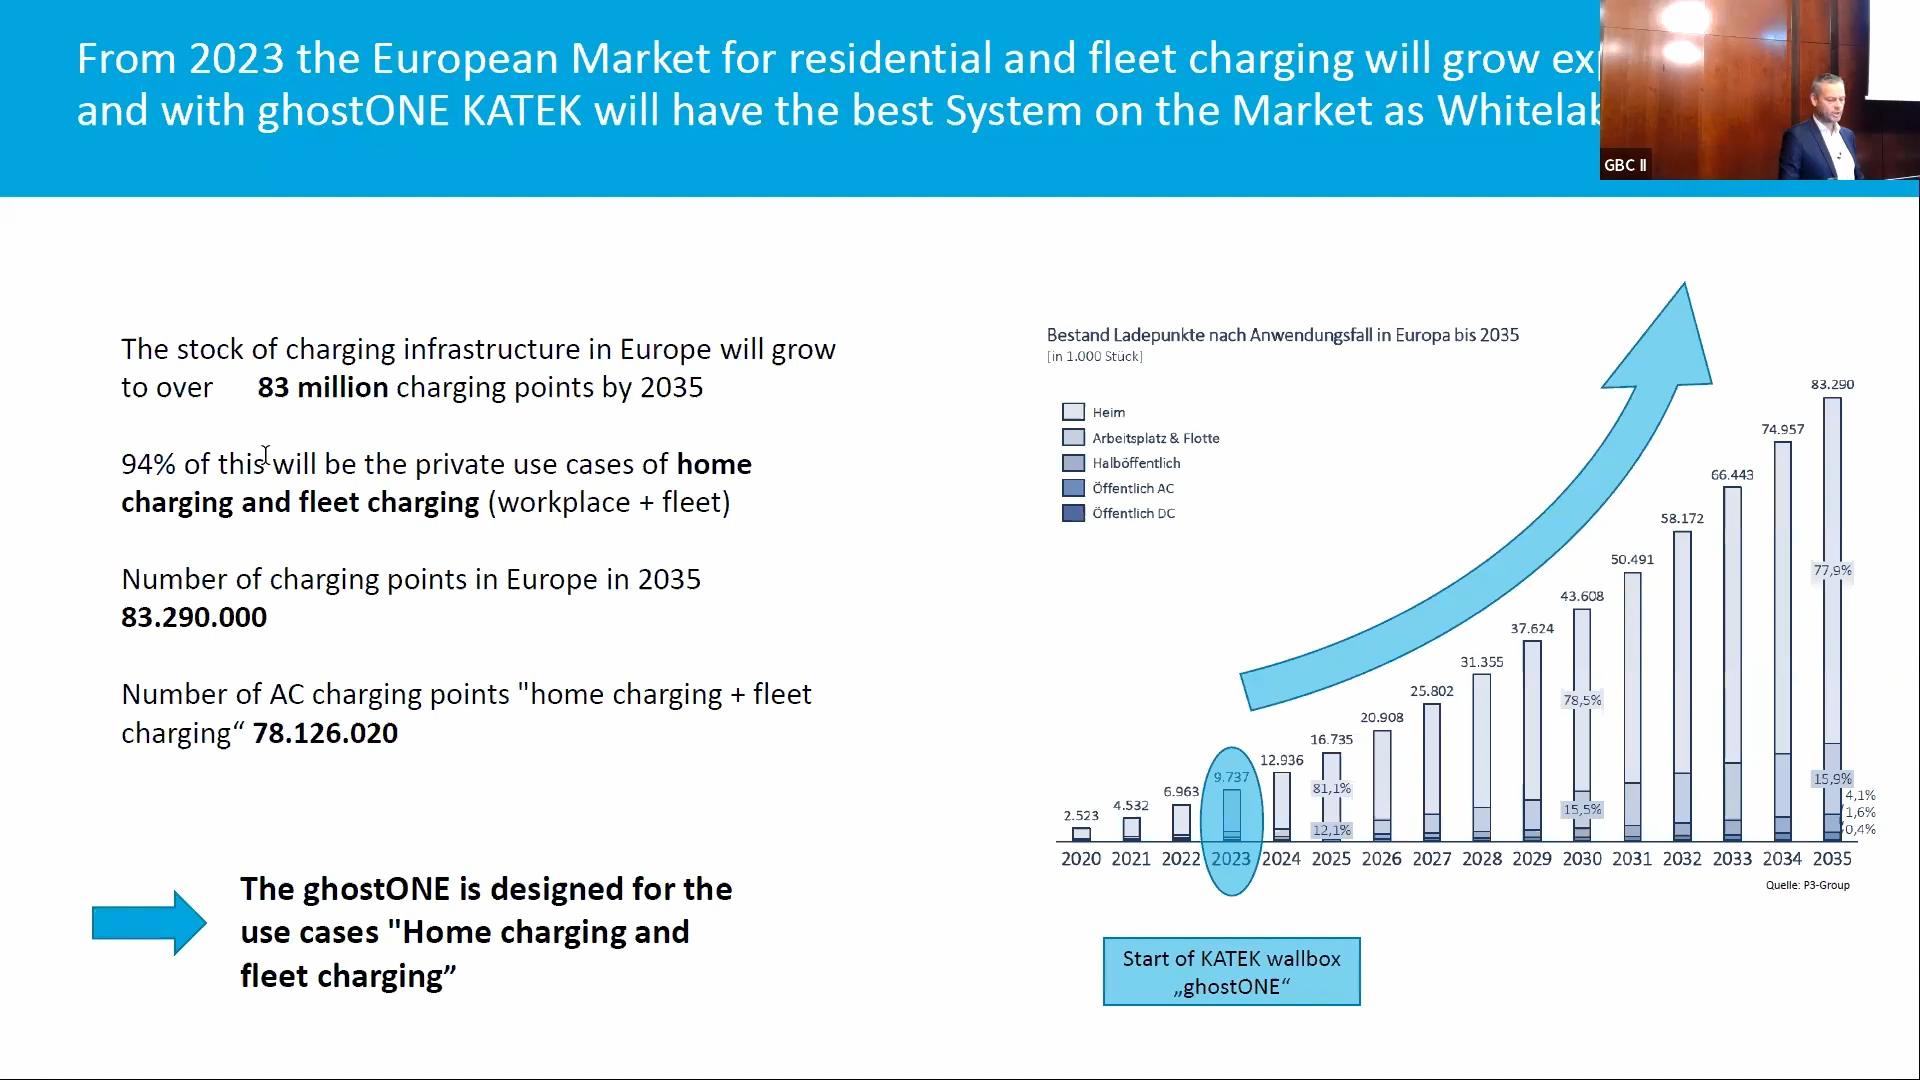 From 2023 the European Market for residential and fleet charging will grow
and with ghostONE KATEK will have the best System on the Market as
GBC II
The stock of charging infrastructure in Europe will grow
to over 83 million charging points by 2035
94% of this will be the private use cases of home
charging and fleet charging (workplace + fleet)
Number of charging points in Europe in 2035
83.290.000
Number of AC charging points "home charging + fleet
charging“ 78.126.020
The ghostONE is designed for the
use cases "Home charging and
fleet charging”
Bestand Ladepunkte nach Anwendungsfall in Europa bis 2035
[in 1.000 Stück]
Heim
Arbeitsplatz & Flotte
Halböffentlich
Öffentlich AC
Öffentlich DC
83.290
74.957
66.443
58.172
50.491
43.608
37.624
31.355
25.802
20.908
16.735
12.936
9.737
6.963
4.532
2.523
77,9%
78,5%
81,1%
15,9%
15,5%
12,1%
4,1%
1,6%
0,4%
2020 2021 2022 2023 2024 2025 2026 2027 2028 2029 2030 2031 2032 2033 2034 2035
Quelle: P3-Group
Start of KATEK wallbox
„ghostONE“